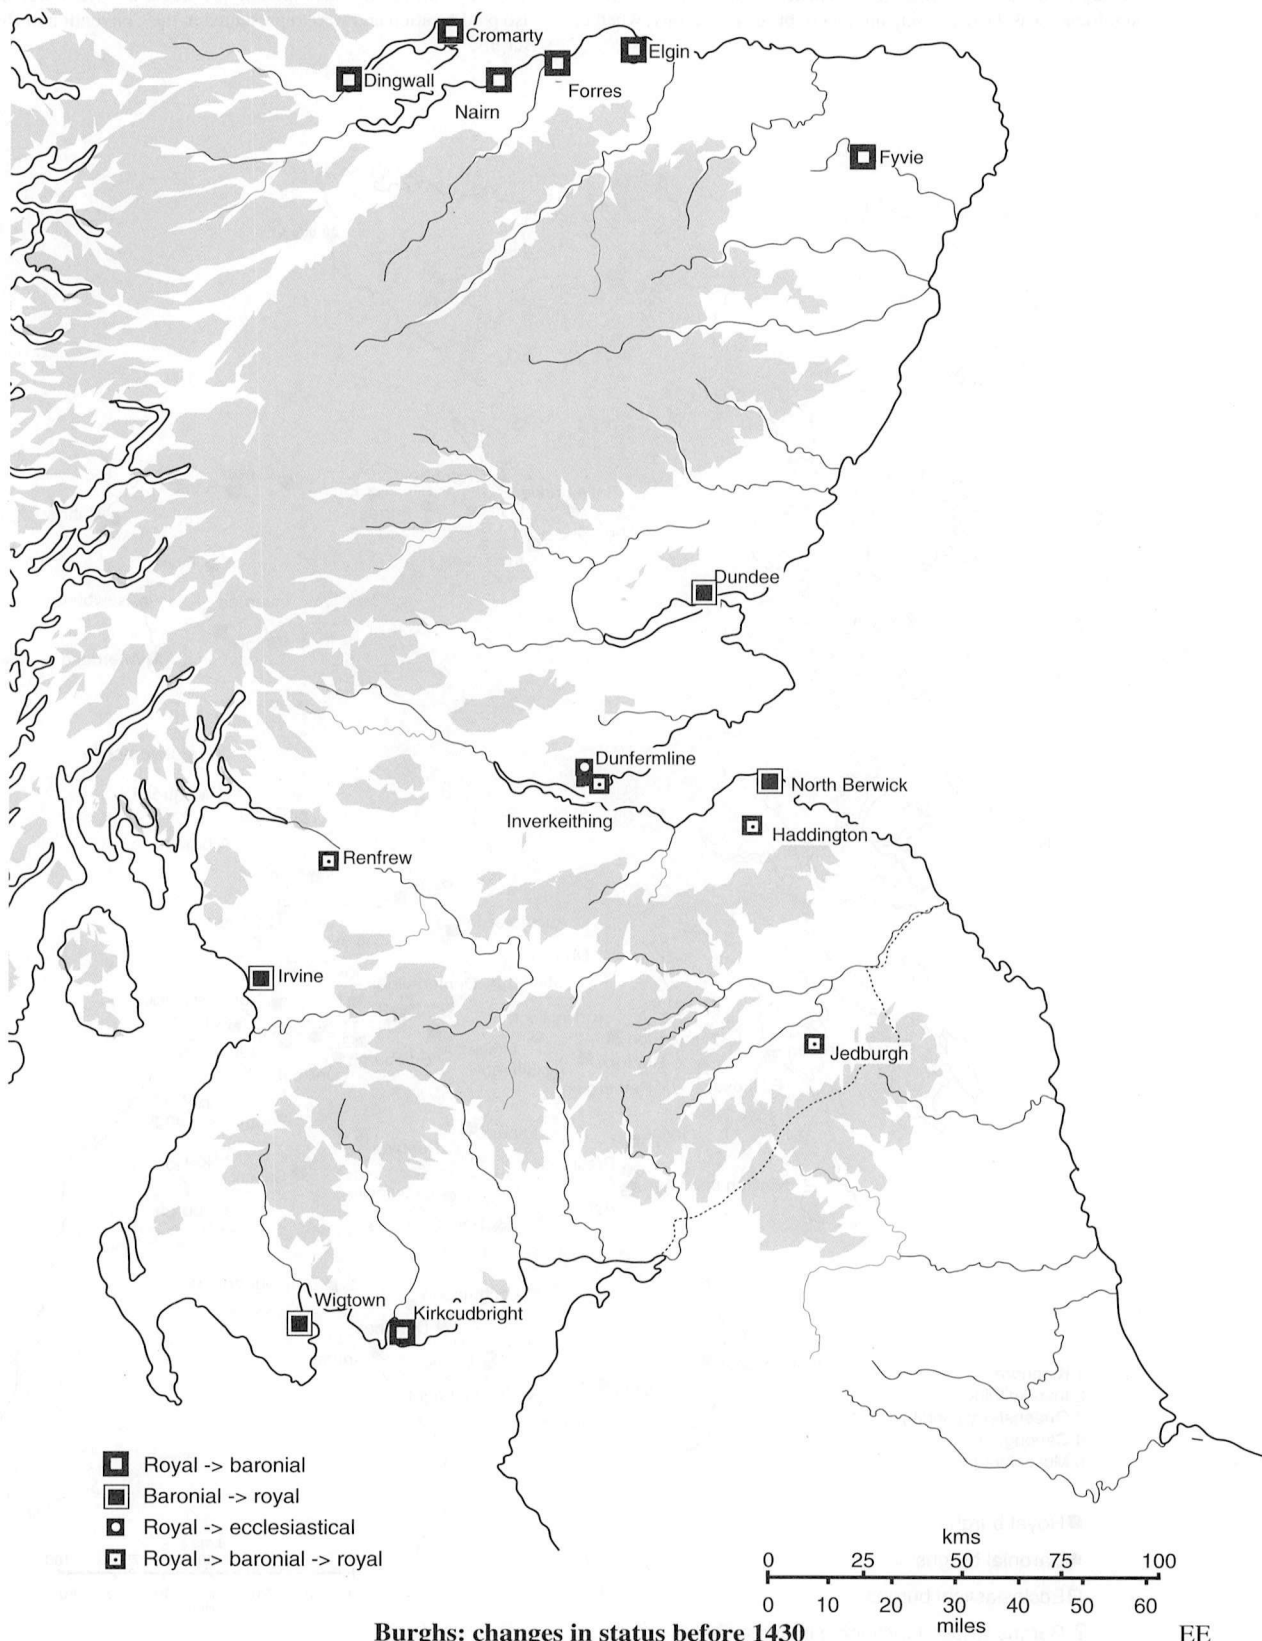 Cromarty
Elgin
Dingwall
Forres
Nairn
Fyvie
Dundee
Dunfermline
North Berwick
Inverkeithing
Haddington
Renfrew
Irvine
Jedburgh
Wigtown
Kirkcudbright
Royal -> baronial
Baronial -> royal
Royal -> ecclesiastical
Royal -> baronial -> royal
kms
0 25 50 75 100
0 10 20 30 40 50 60
miles
Burghs: changes in status before 1430
EE